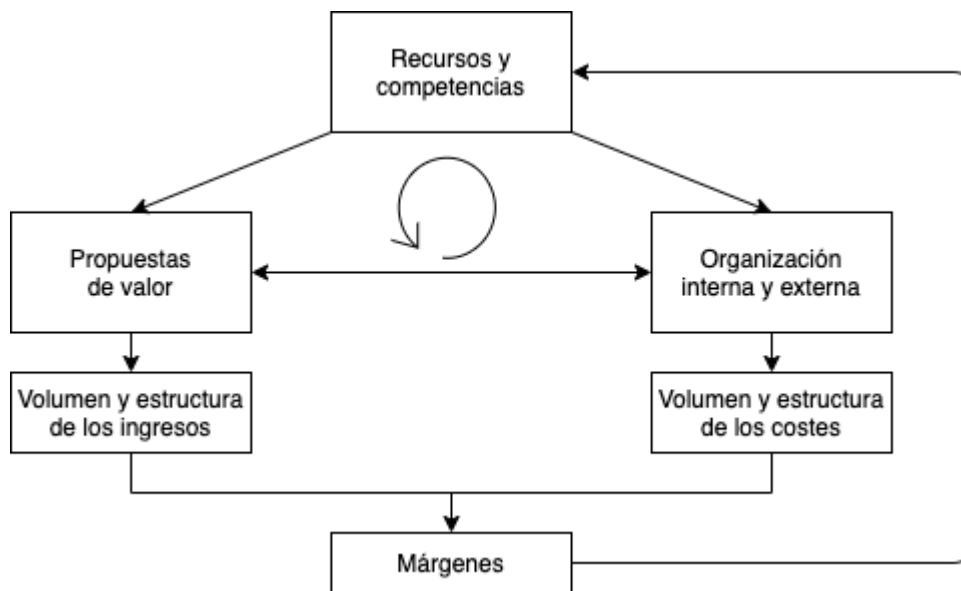 Recursos y
competencias
Propuestas
de valor
Organización
interna y externa
Volumen y estructura
de los ingresos
Volumen y estructura
de los costes
Márgenes